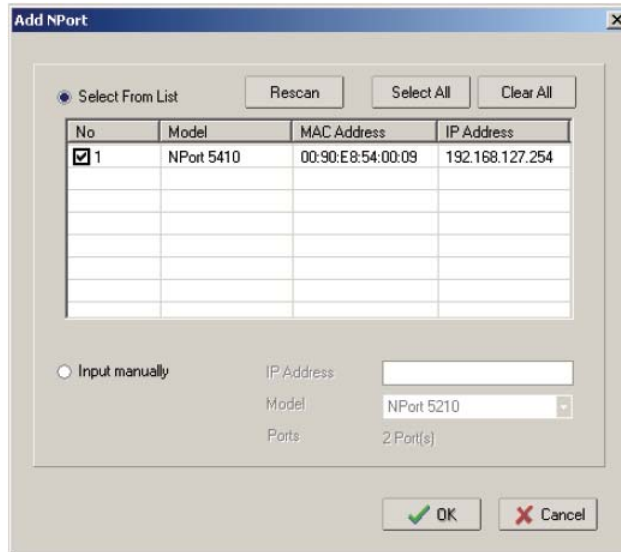 Add NPort
Select From List Rescan Select All Clear All
No Model MAC Address IP Address
1 NPort 5410 00:90:E8:54:00:09 192.168.127.254
Input manually IP Address
Model NPort 5210
Ports 2 Port(s)
OK Cancel